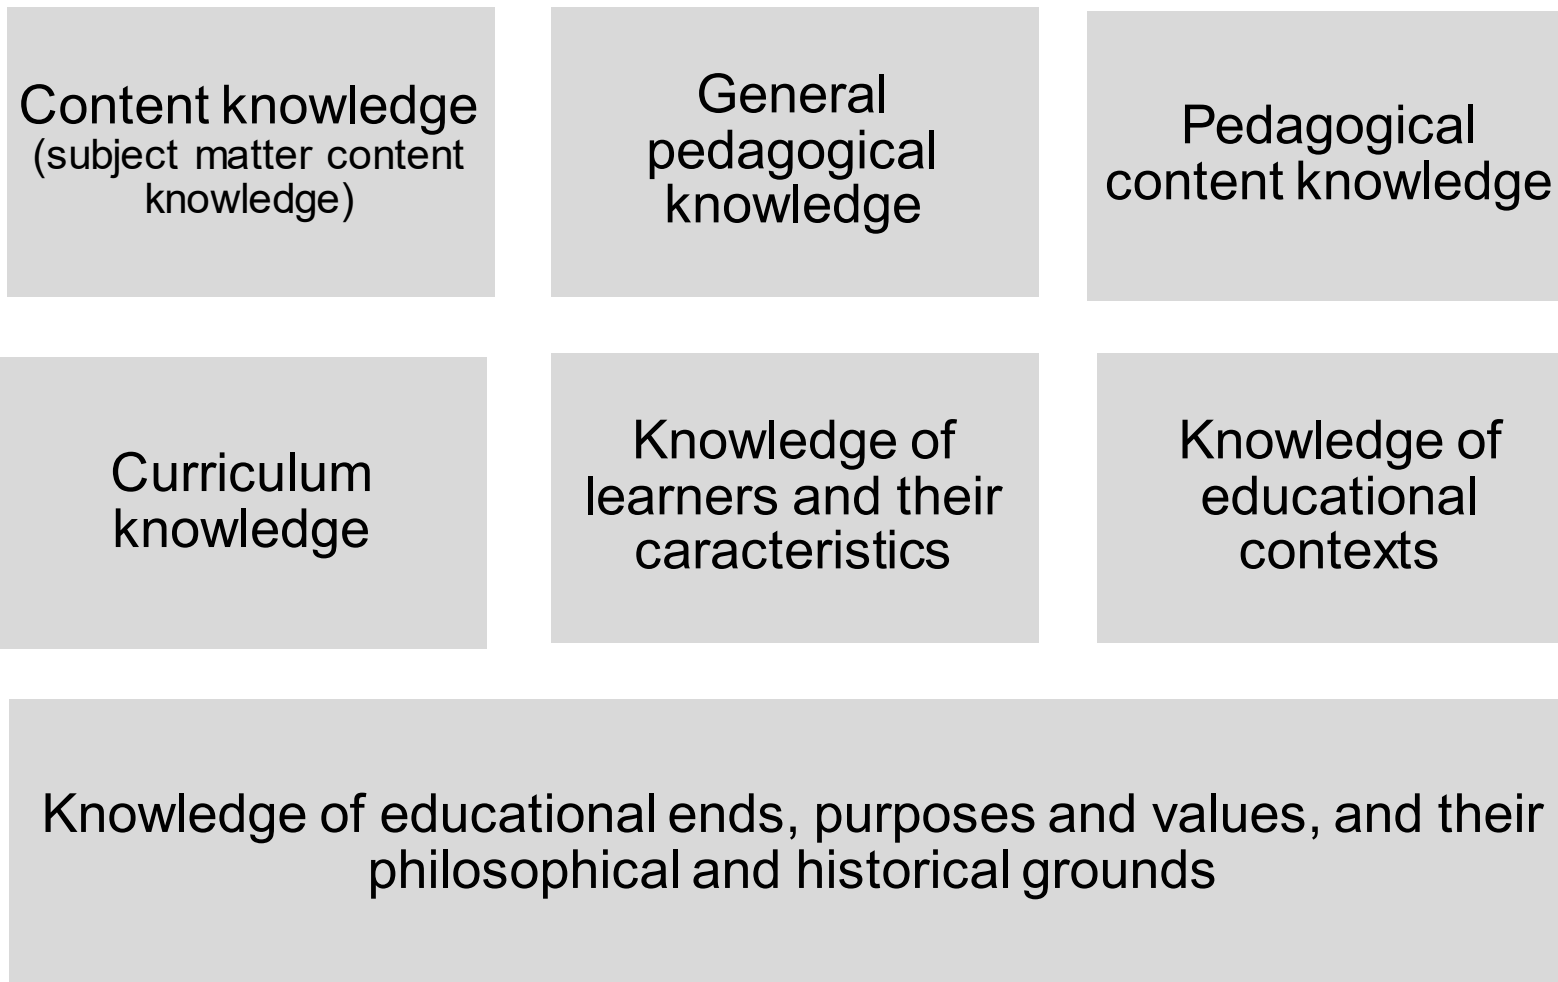 Content knowledge
(subject matter content
knowledge)
General
pedagogical
knowledge
Pedagogical
content knowledge
Curriculum
knowledge
Knowledge of
learners and their
caracteristics
Knowledge of
educational
contexts
Knowledge of educational ends, purposes and values, and their
philosophical and historical grounds